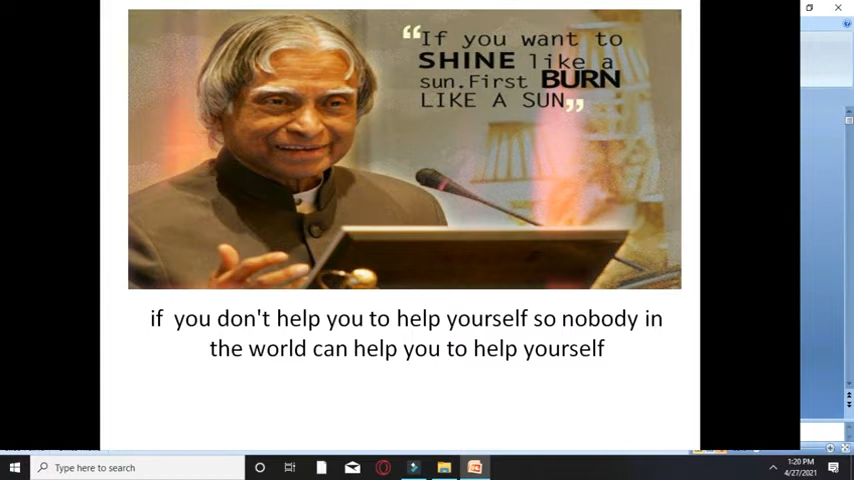 “If you want to
SHINE like a
sun.First BURN
LIKE A SUN”
if you don't help you to help yourself so nobody in
the world can help you to help yourself
Type here to search
1:20 PM
4/27/2021